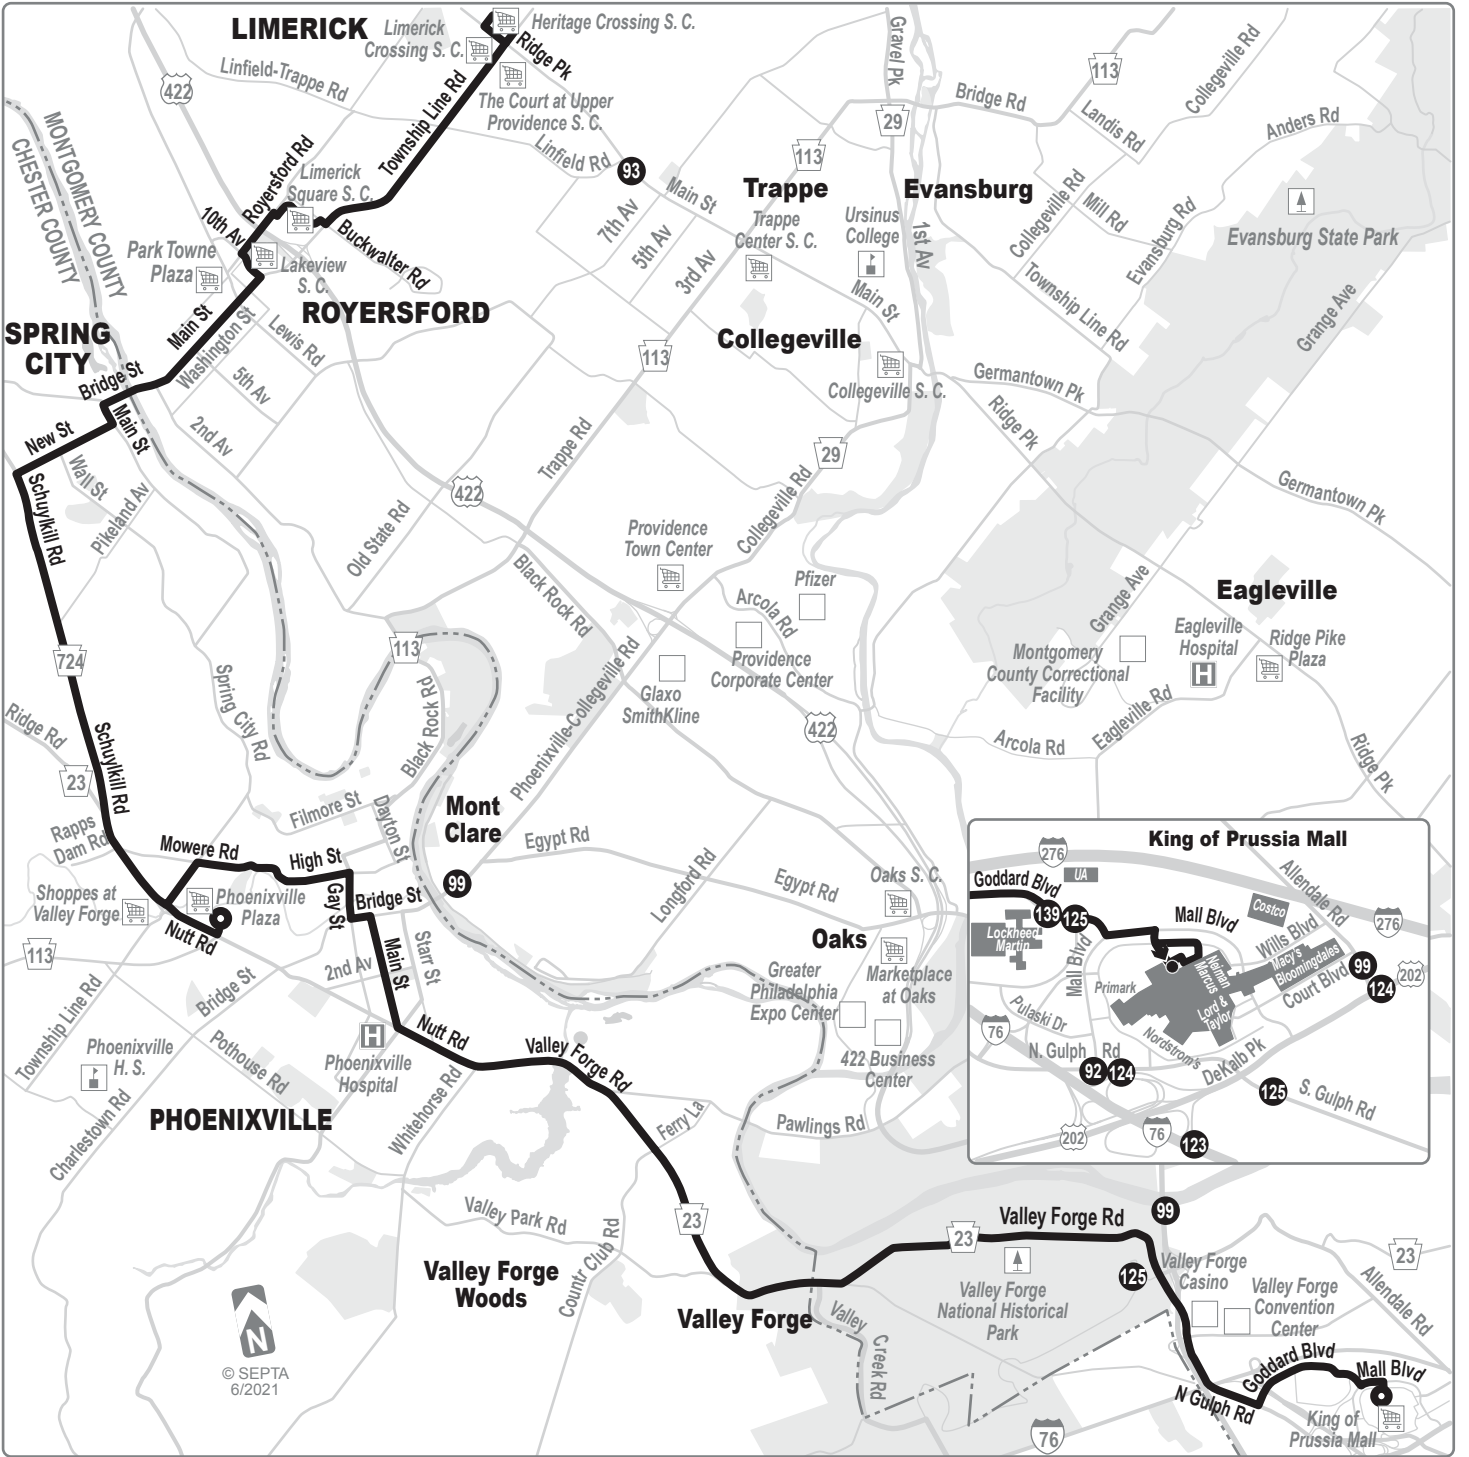 LIMERICK
Limerick
Crossing S. C.
Heritage Crossing S. C.
Ridge Pk
422
Linfield-Trappe Rd
Township Line Rd
The Court at Upper
Providence S. C.
Linfeld Rd
93
Gravel Pk
29
Bridge Rd
113
Collegeville Rd
Landis Rd
Anders Rd
MONTGOMERY COUNTY
CHESTER COUNTY
Royersford Rd
Limerick
Square S. C.
10th Av
Buckwalter Rd
Park Towne
Plaza
Lakeview
S. C.
ROYERSFORD
Main St
7th Av
5th Av
3rd Av
113
Trappe
Trappe
Center S. C.
Ursinus
College
Evansburg
1st Av
Main St
Collegeville Rd
Mill Rd
Evansburg Rd
Township Line Rd
Evansburg State Park
Grange Ave
SPRING
CITY
Main St
Washington St
Lewis Rd
5th Av
2nd Av
Bridge St
Main St
New St
Wall St
Pikeland Av
Schuylkill Rd
113
Collegeville
Collegeville S. C.
Germantown Pk
Ridge Pk
29
Trappe Rd
422
Old State Rd
Collegeville Rd
Germantown Pk
Providence
Town Center
Black Rock Rd
Pfizer
Arcola Rd
Providence
Corporate Center
Glaxo
SmithKline
Phoenixville-Collegeville Rd
422
Grange Ave
Eagleville
Eagleville
Hospital
Ridge Pike
Plaza
Montgomery
County Correctional
Facility
Eagleville Rd
Arcola Rd
Ridge Pk
724
113
Spring City Rd
Black Rock Rd
Ridge Rd
23
Schuylkill Rd
Rapps
Dam Rd
Filmore St
Dayton St
Mont
Clare
99
Egypt Rd
Longford Rd
Egypt Rd
Oaks S. C.
Oaks
Marketplace
at Oaks
Greater
Philadelphia
Expo Center
422 Business
Center
Mowere Rd
High St
Gay St
Bridge St
Shoppes at
Valley Forge
Phoenixville
Plaza
Nutt Rd
113
2nd Av
Main St
Starr St
Bridge St
Township Line Rd
Phoenixville
H. S.
Pothouse Rd
Charlestown Rd
Phoenixville
Hospital
H
Nutt Rd
Whitehorse Rd
Valley Forge Rd
Ferry La
Pawlings Rd
PHOENIXVILLE
Valley Park Rd
Countr Club Rd
Valley Forge
Woods
23
Valley Forge
Valley
Creek Rd
Valley Forge Rd
23
Valley Forge
National Historical
Park
99
125
Valley Forge
Casino
Valley Forge
Convention
Center
23
Allendale Rd
Goddard Blvd
Mall Blvd
N Gulph Rd
King of
Prussia Mall
76
N
© SEPTA
6/2021
King of Prussia Mall
276
UA
Goddard Blvd
139
125
Lockheed
Martin
Mall Blvd
Mall Blvd
Costco
Allendale Rd
276
Wills Blvd
Macy's
Bloomingdales
Court Blvd
99
124
202
Neiman
Marcus
Lord &
Taylor
Primark
Nordstrom's
Pulaski Dr
76
N. Gulph Rd
92
124
DeKalb Pk
125
S. Gulph Rd
202
76
123
H